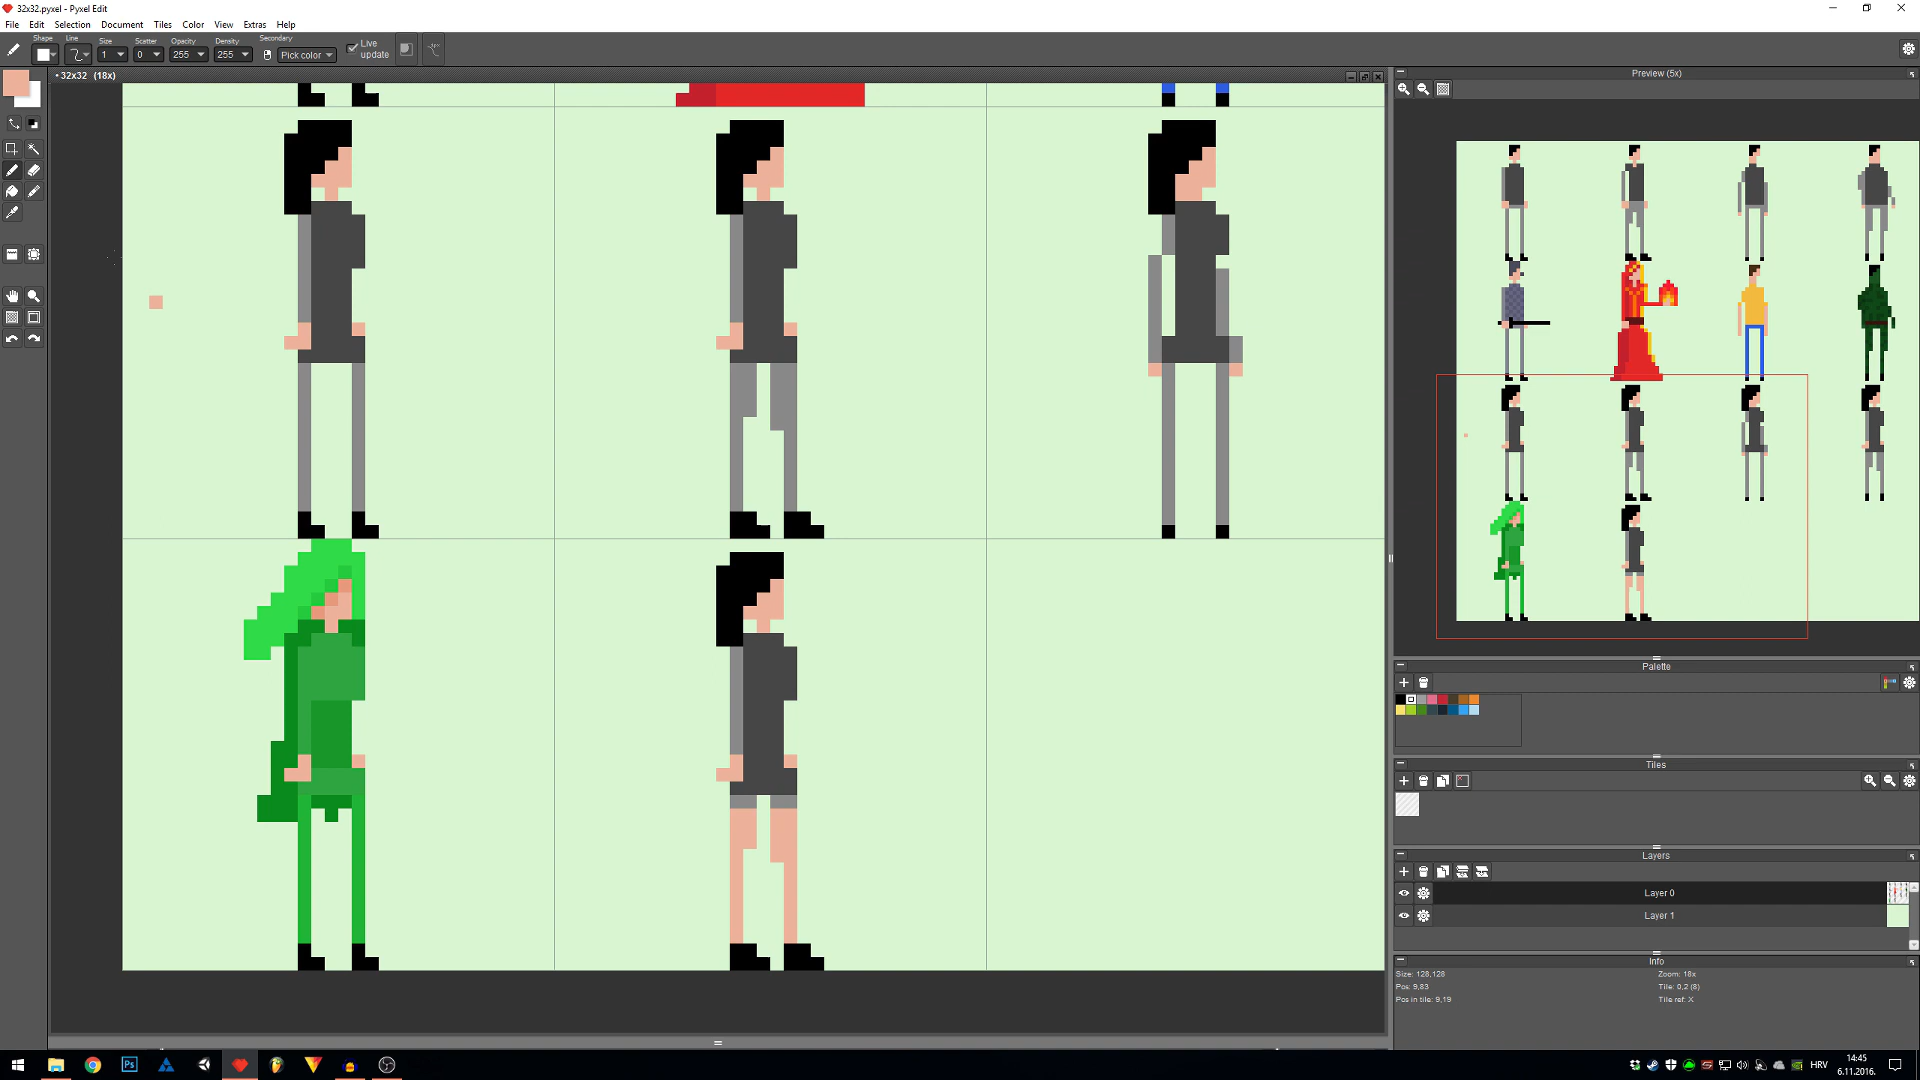 32x32.pyxel - Pyxel Edit
File Edit Selection Document Tiles Color View Extras Help
Shape Line Size Scatter Opacity Density Secondary
1 0 255 255 Pick color Live update
• 32x32 (18x)
Preview (5x)
Palette
Tiles
Layers
Layer 0
Layer 1
Info
Size: 128,128 Zoom: 18x
Pos: 9,83 Tile: 0,2 (8)
Pos in tile: 9,19 Tile ref: X
Ps
HRV
14:45
6.11.2016.